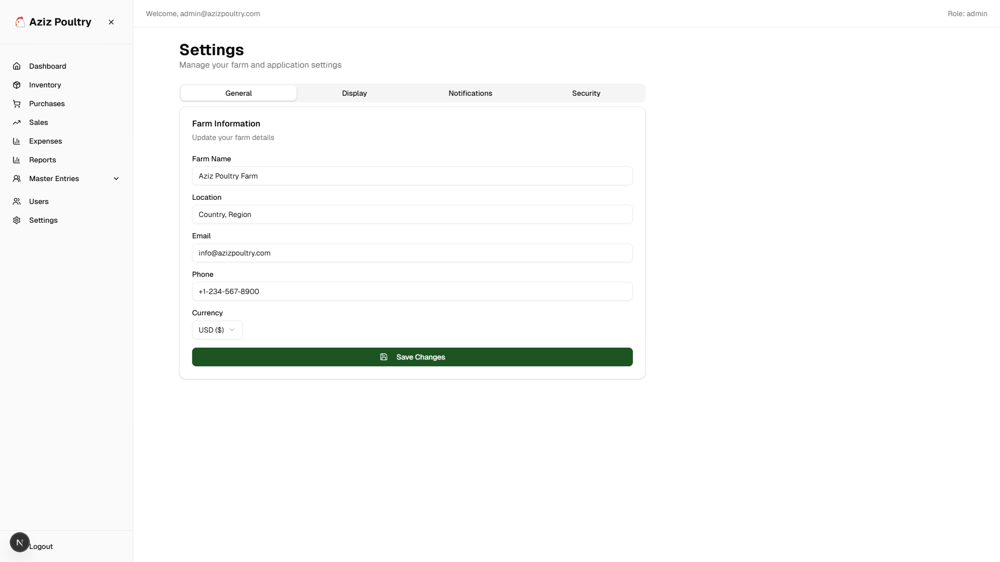 Aziz Poultry
Dashboard
Inventory
Purchases
Sales
Expenses
Reports
Master Entries
Users
Settings
N
Logout
Welcome, admin@azizpoultry.com
Role: admin
Settings
Manage your farm and application settings
General
Display
Notifications
Security
Farm Information
Update your farm details
Farm Name
Aziz Poultry Farm
Location
Country, Region
Email
info@azizpoultry.com
Phone
+1-234-567-8900
Currency
USD ($)
Save Changes